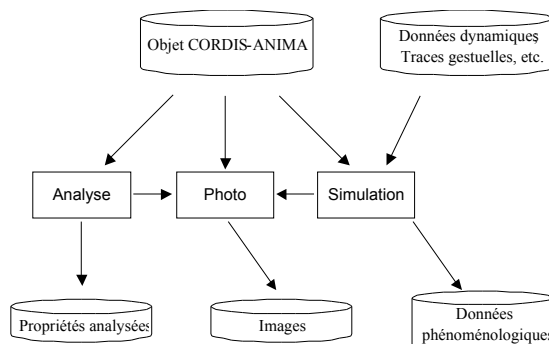 Objet CORDIS-ANIMA
Données dynamiques,
Traces gestuelles, etc.
Analyse
Photo
Simulation
Propriétés analysées
Images
Données
phénoménologiques